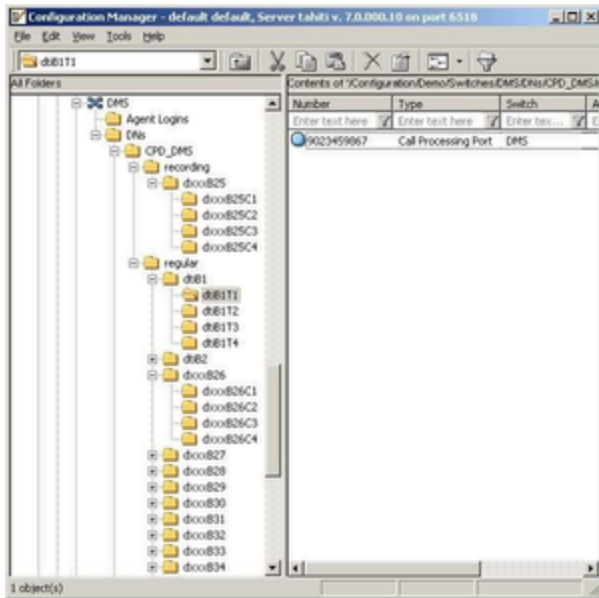 Configuration Manager - default default, Server tahiti v. 7.0.000.10 on port 6518
File Edit View Tools Help
dtiB1T1
All Folders
Contents of '/Configuration/Demo/Switches/DMS/DNs/CPD_DMS/
Number Type Switch A
Enter text here Enter text here Enter tex... E
9023459867 Call Processing Port DMS
DMS
Agent Logins
DNs
CPD_DMS
recording
dxxxB25
dxxxB25C1
dxxxB25C2
dxxxB25C3
dxxxB25C4
regular
dtiB1
dtiB1T1
dtiB1T2
dtiB1T3
dtiB1T4
dtiB2
dxxxB26
dxxxB26C1
dxxxB26C2
dxxxB26C3
dxxxB26C4
dxxxB27
dxxxB28
dxxxB29
dxxxB30
dxxxB31
dxxxB32
dxxxB33
dxxxB34
1 object(s)